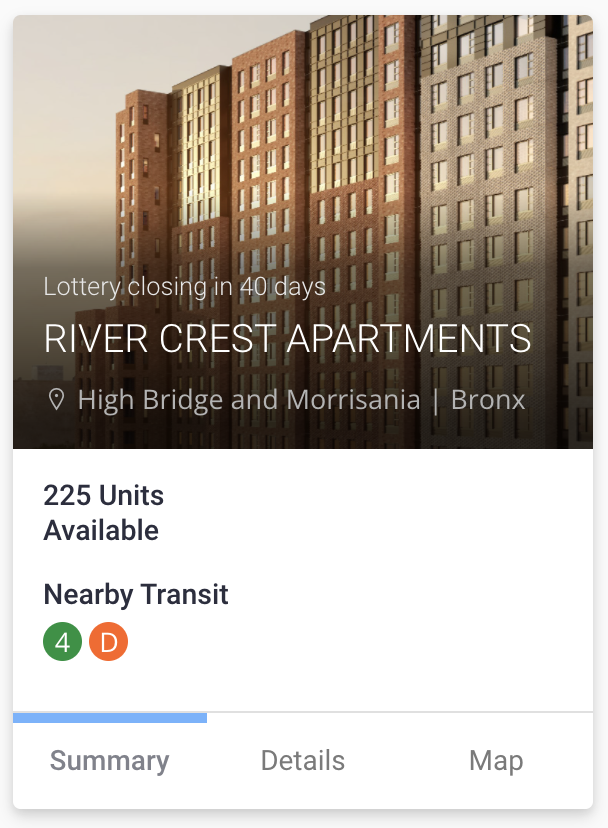 Lottery closing in 40 days
RIVER CREST APARTMENTS
High Bridge and Morrisania | Bronx
225 Units
Available
Nearby Transit
4 D
Summary Details Map